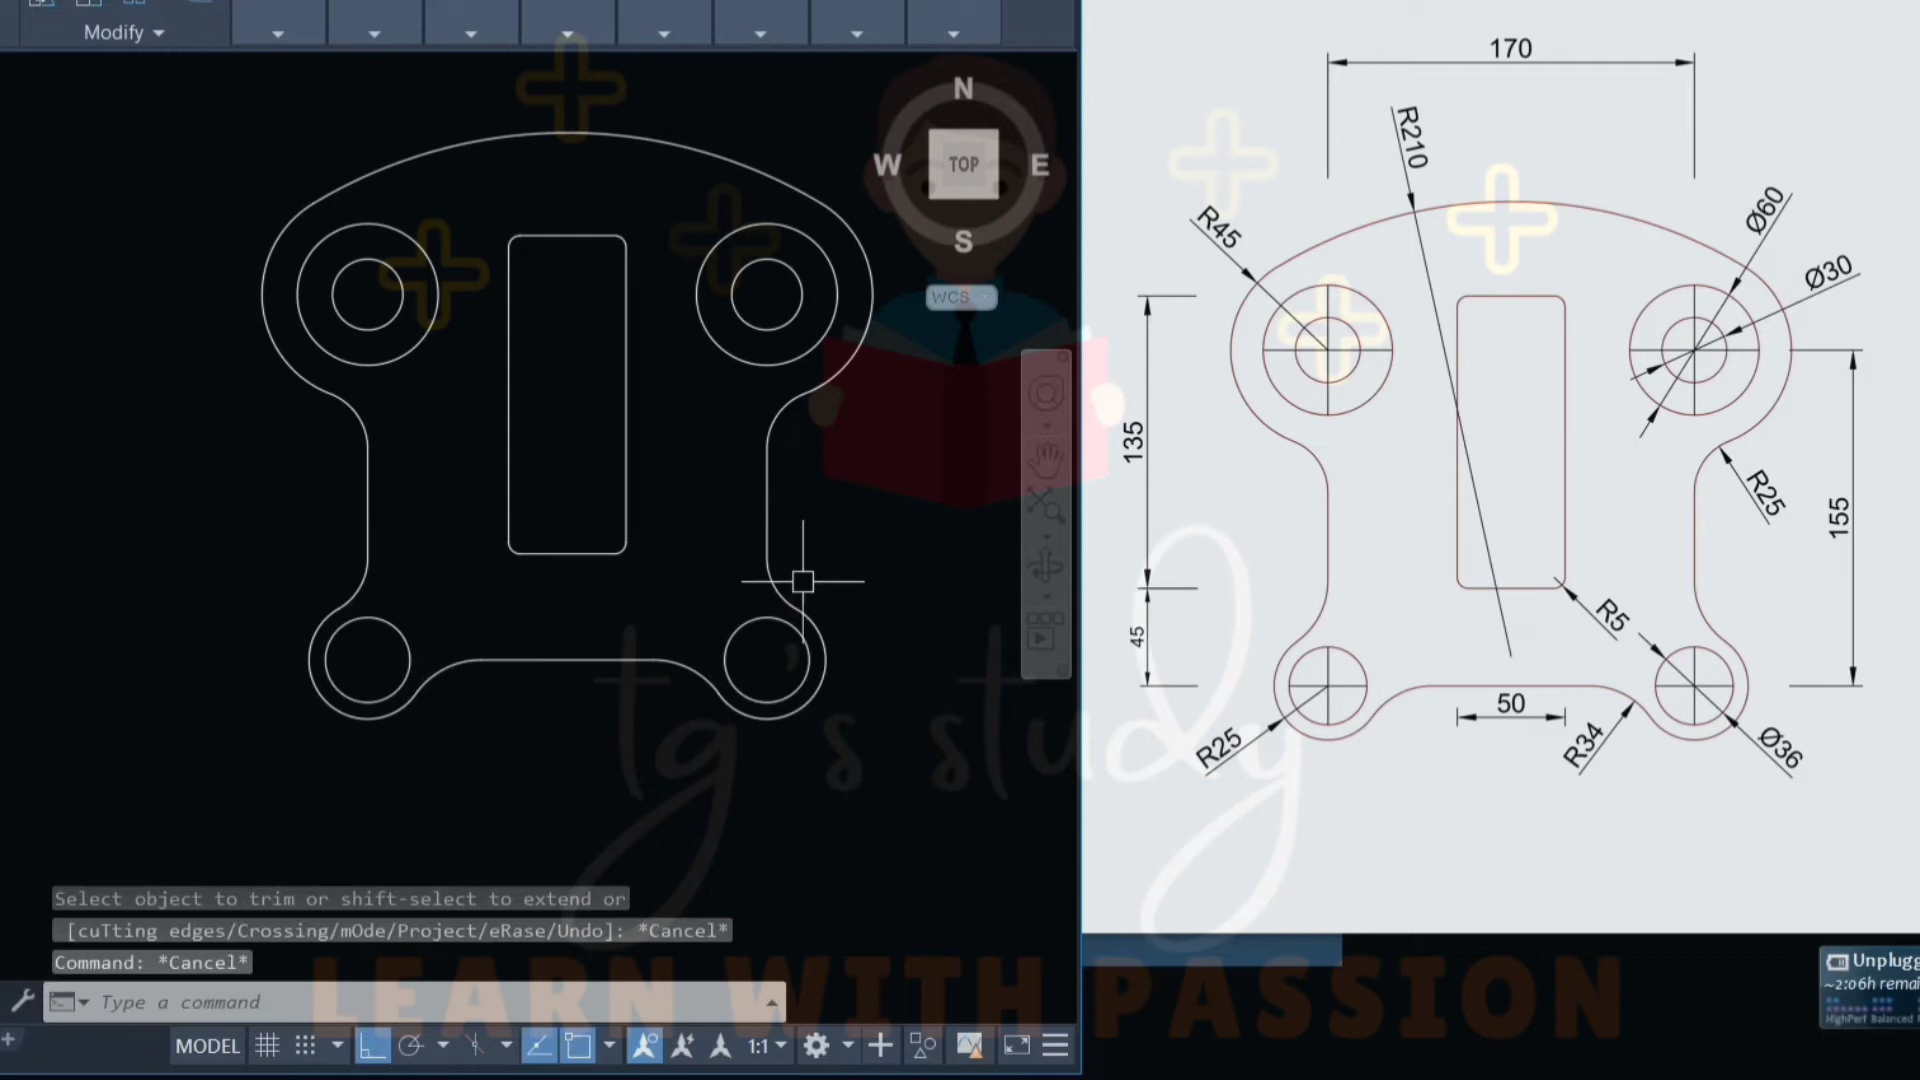 Modify
N
W
TOP
E
S
WCS
170
R210
R45
Ø60
Ø30
135
R25
155
45
R5
50
R25
R34
Ø36
tg's study
Select object to trim or shift-select to extend or
[cuTting edges/Crossing/mOde/Project/eRase/Undo]: *Cancel*
Command: *Cancel*
Type a command
LEARN WITH PASSION
MODEL
1:1
Unplugg
~2:06h remai
HighPerf Balanced